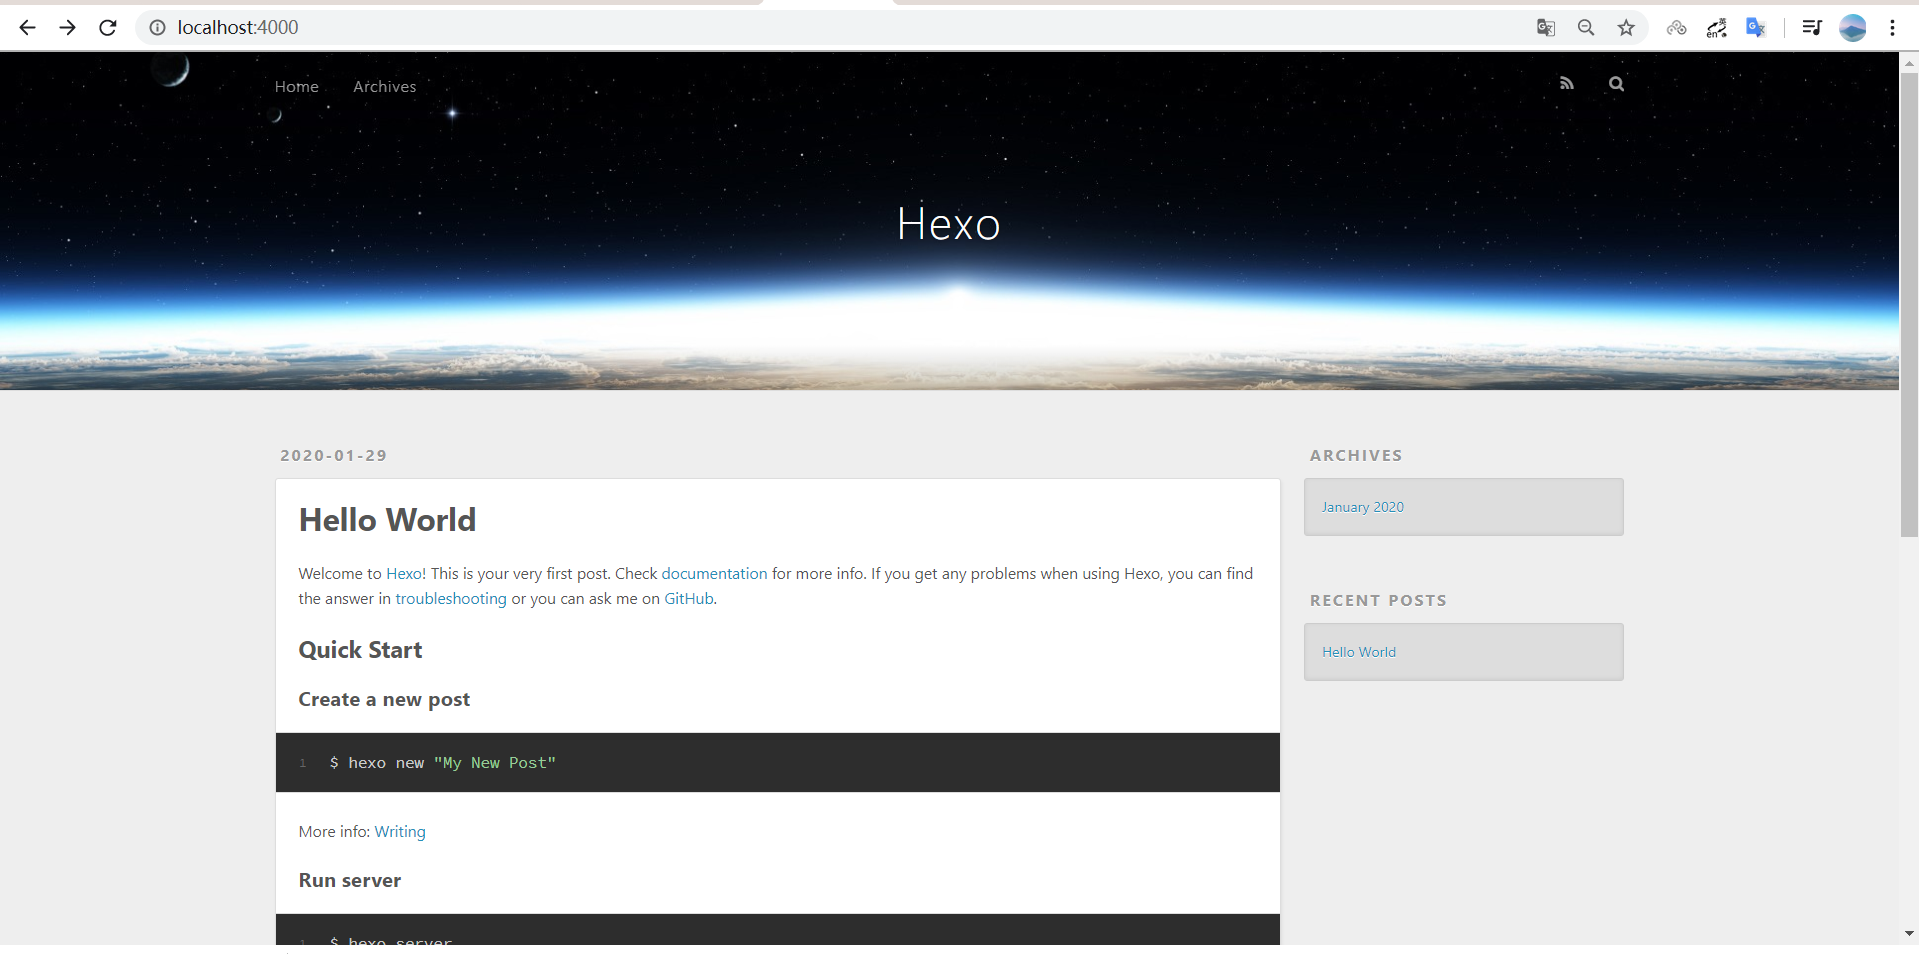 localhost:4000
英
en
Home
Archives
Hexo
2020-01-29
Hello World
Welcome to Hexo! This is your very first post. Check documentation for more info. If you get any problems when using Hexo, you can find
the answer in troubleshooting or you can ask me on GitHub.
Quick Start
Create a new post
1 $ hexo new "My New Post"
More info: Writing
Run server
1 $ hexo server
ARCHIVES
January 2020
RECENT POSTS
Hello World